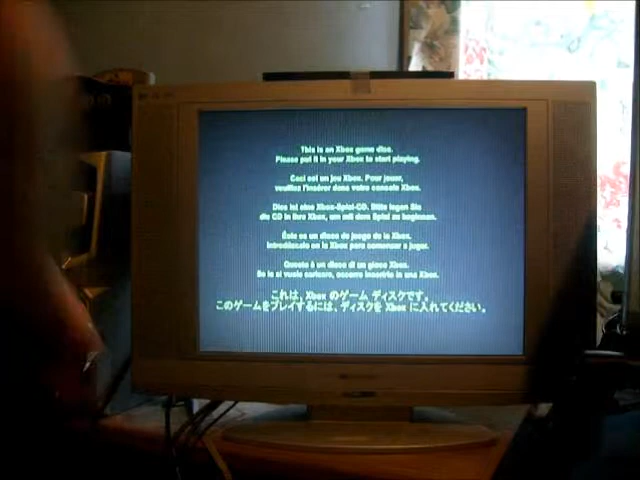 This is an Xbox game disc.
Please put it in your Xbox to start playing.
Ceci est un jeu Xbox. Pour jouer,
veuillez l'insérer dans votre console Xbox.
Dies ist eine Xbox-Spiel-CD. Bitte legen Sie
die CD in Ihre Xbox, um mit dem Spiel zu beginnen.
Éste es un disco de juego de la Xbox.
Introdúzcalo en la Xbox para comenzar a jugar.
Questo è un disco di un gioco Xbox.
Se lo si vuole caricare, occorre inserirlo in una Xbox.
これは、Xbox のゲーム ディスクです。
このゲームをプレイするには、ディスクを Xbox に入れてください。